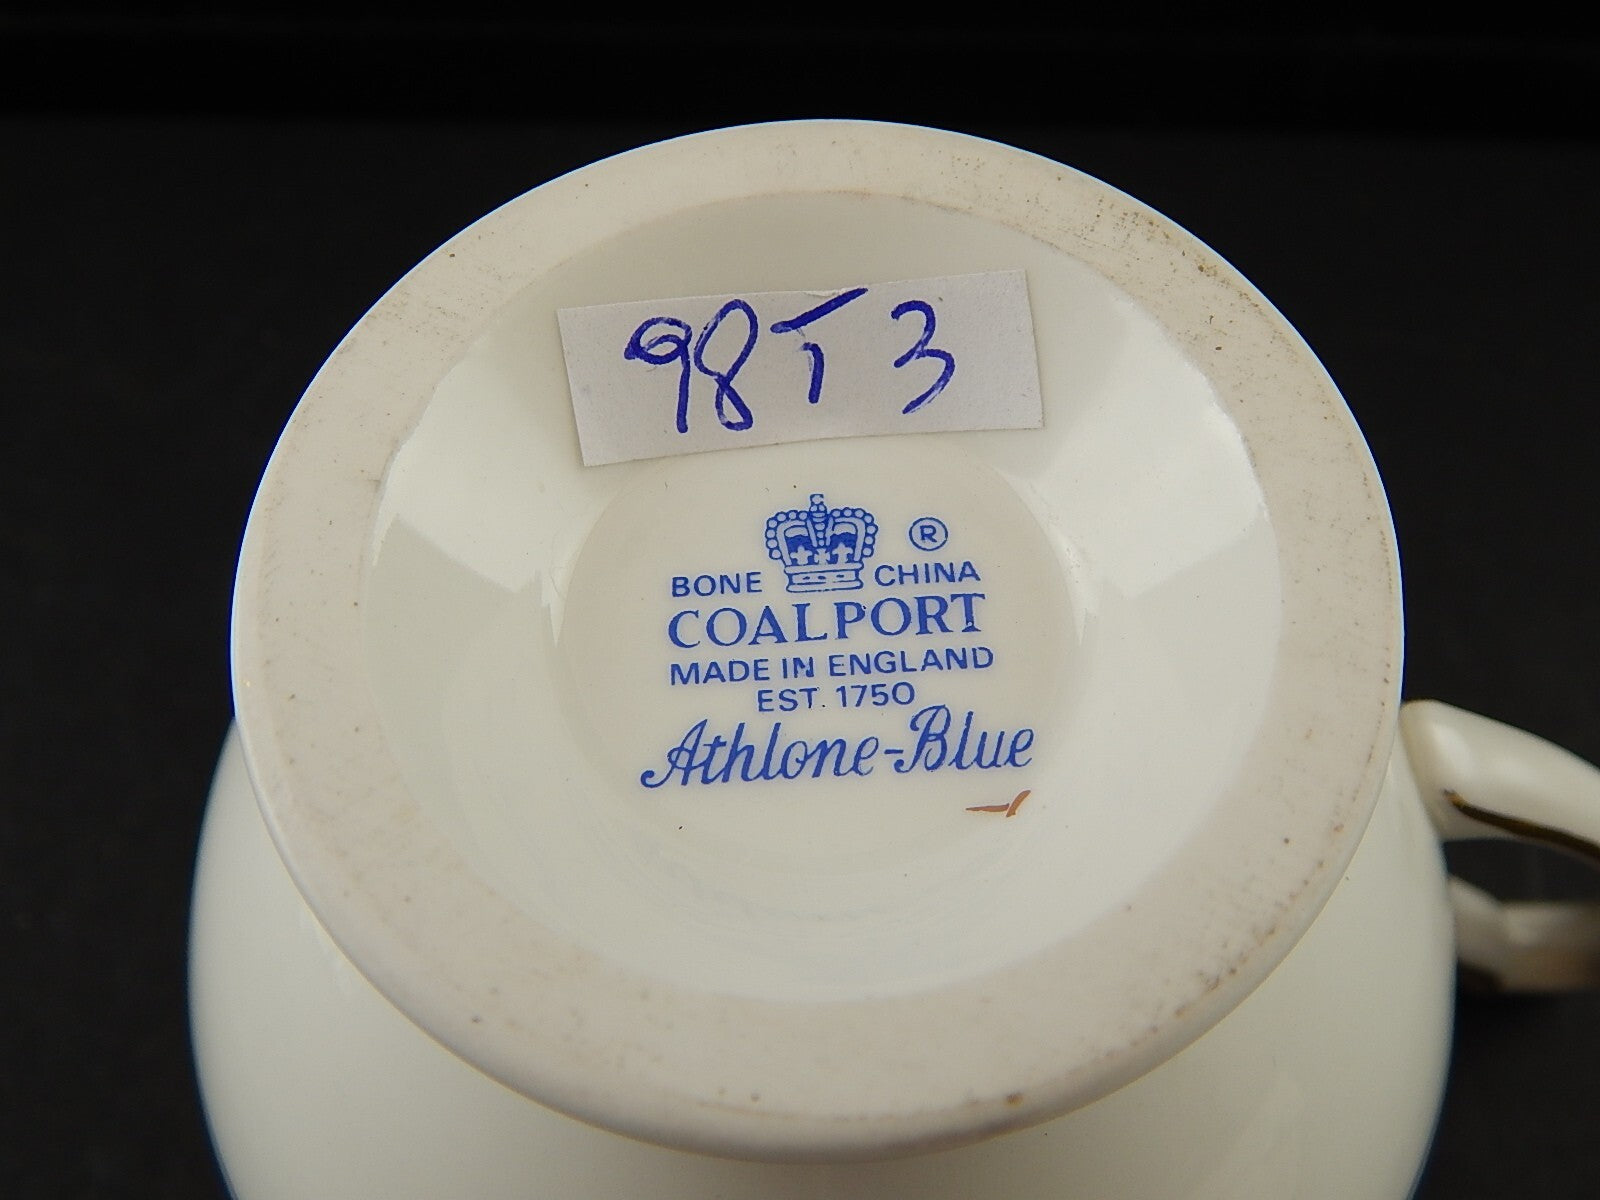 98T3
®
BONE CHINA
COALPORT
MADE IN ENGLAND
EST. 1750
Athlone-Blue